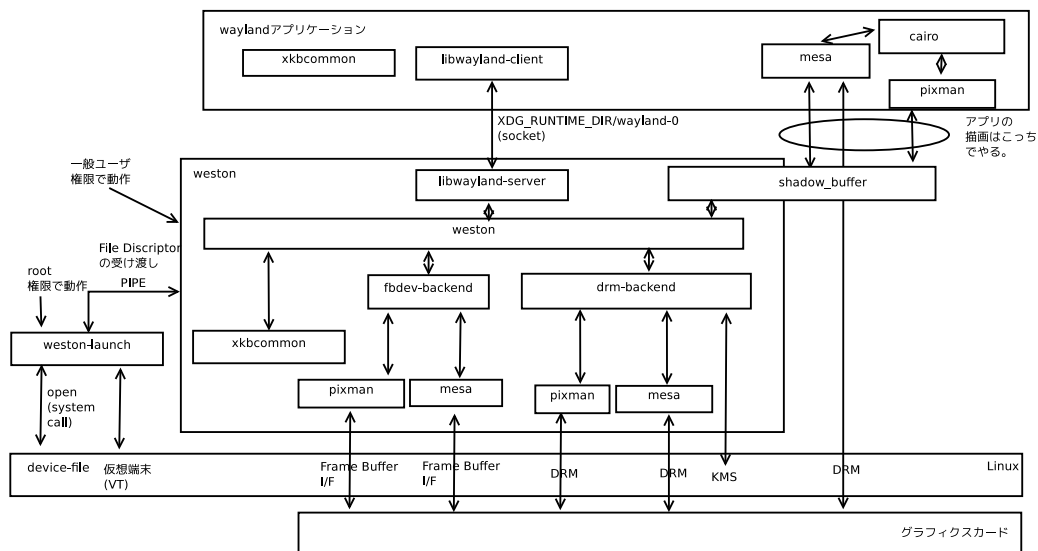 waylandアプリケーション
cairo
xkbcommon
libwayland-client
mesa
pixman
XDG_RUNTIME_DIR/wayland-0
(socket)
アプリの
描画はこっち
でやる。
一般ユーザ
権限で動作
weston
libwayland-server
shadow_buffer
weston
File Discriptor
の受け渡し
PIPE
root
権限で動作
fbdev-backend
drm-backend
weston-launch
xkbcommon
pixman
mesa
pixman
mesa
open
(system
call)
device-file
仮想端末
(VT)
Frame Buffer
I/F
Frame Buffer
I/F
DRM
DRM
KMS
DRM
Linux
グラフィクスカード